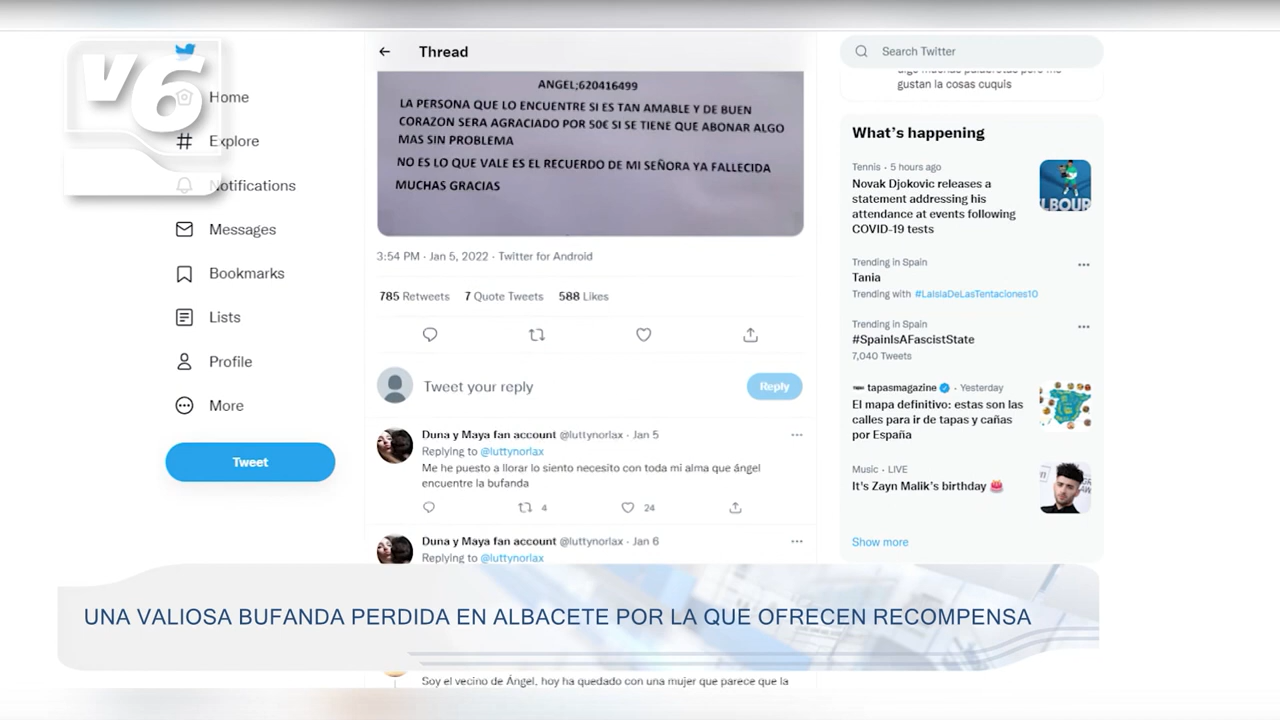 v6
Home
Explore
Notifications
Messages
Bookmarks
Lists
Profile
More
Tweet
Thread
ANGEL;620416499
LA PERSONA QUE LO ENCUENTRE SI ES TAN AMABLE Y DE BUEN
CORAZON SERA AGRACIADO POR 50€ SI SE TIENE QUE ABONAR ALGO
MAS SIN PROBLEMA
NO ES LO QUE VALE ES EL RECUERDO DE MI SEÑORA YA FALLECIDA
MUCHAS GRACIAS
3:54 PM · Jan 5, 2022 · Twitter for Android
785 Retweets 7 Quote Tweets 588 Likes
Tweet your reply
Reply
Duna y Maya fan account @luttynorlax · Jan 5
Replying to @luttynorlax
Me he puesto a llorar lo siento necesito con toda mi alma que ángel
encuentre la bufanda
4 24
Duna y Maya fan account @luttynorlax · Jan 6
Replying to @luttynorlax
Soy el vecino de Ángel, hoy ha quedado con una mujer que parece que la
Search Twitter
algo muchas palabrotas pero me
gustan la cosas cuquis
What's happening
Tennis · 5 hours ago
Novak Djokovic releases a
statement addressing his
attendance at events following
COVID-19 tests
Trending in Spain
Tania
Trending with #LaIslaDeLasTentaciones10
Trending in Spain
#SpainIsAFascistState
7,040 Tweets
tapasmagazine · Yesterday
El mapa definitivo: estas son las
calles para ir de tapas y cañas
por España
Music · LIVE
It's Zayn Malik's birthday
Show more
UNA VALIOSA BUFANDA PERDIDA EN ALBACETE POR LA QUE OFRECEN RECOMPENSA